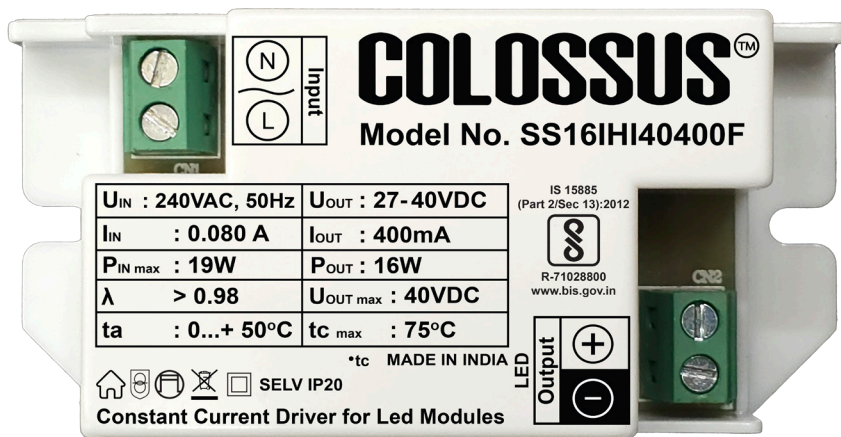 COLOSSUS™
Model No. SS16IHI40400F
N
L
Input
CN1
UIN : 240VAC, 50Hz UOUT : 27-40VDC
IIN : 0.080 A IOUT : 400mA
PIN max : 19W POUT : 16W
λ > 0.98 UOUT max : 40VDC
ta : 0...+ 50°C tc max : 75°C
IS 15885
(Part 2/Sec 13):2012
R-71028800
www.bis.gov.in
CN2
•tc MADE IN INDIA
SELV IP20
Constant Current Driver for Led Modules
LED
Output
+
−